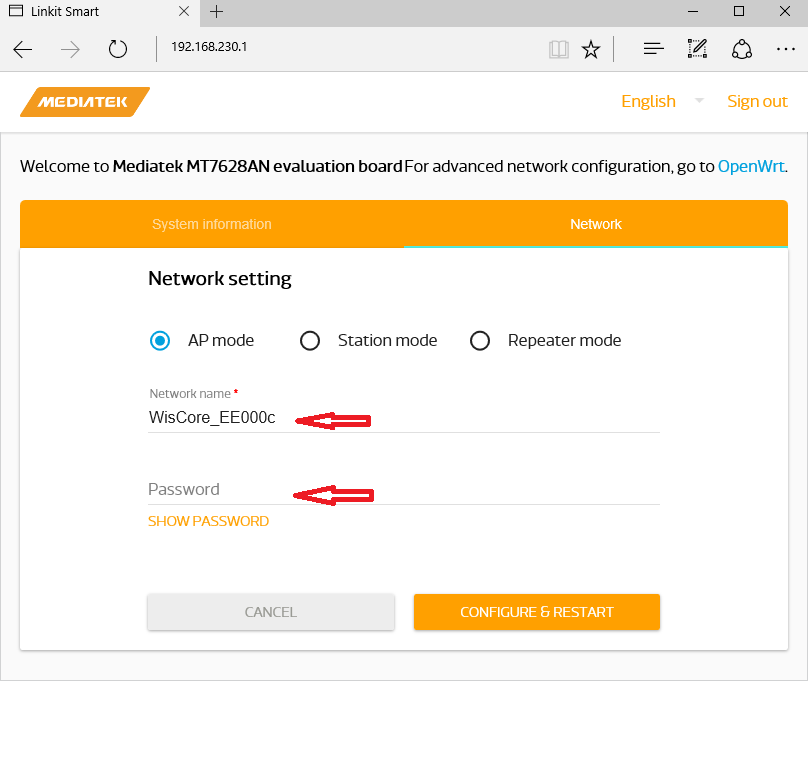 Linkit Smart
192.168.230.1
MEDIATEK
English Sign out
Welcome to Mediatek MT7628AN evaluation boardFor advanced network configuration, go to OpenWrt.
System information Network
Network setting
AP mode Station mode Repeater mode
Network name *
WisCore_EE000c
Password
SHOW PASSWORD
CANCEL CONFIGURE & RESTART